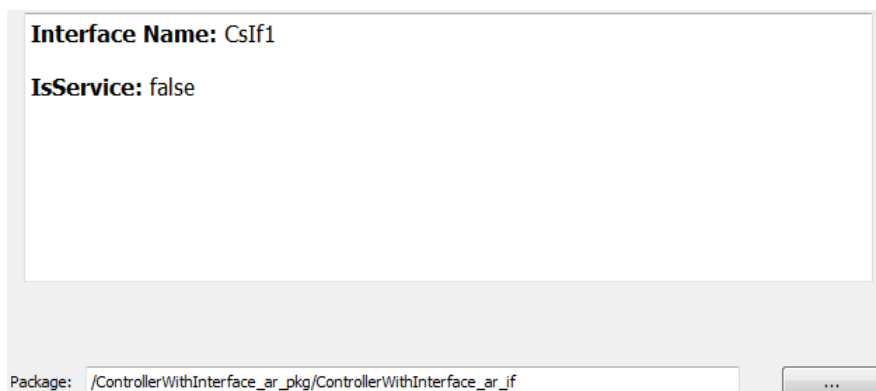 Interface Name: CsIf1
IsService: false
Package: /ControllerWithInterface_ar_pkg/ControllerWithInterface_ar_if ...